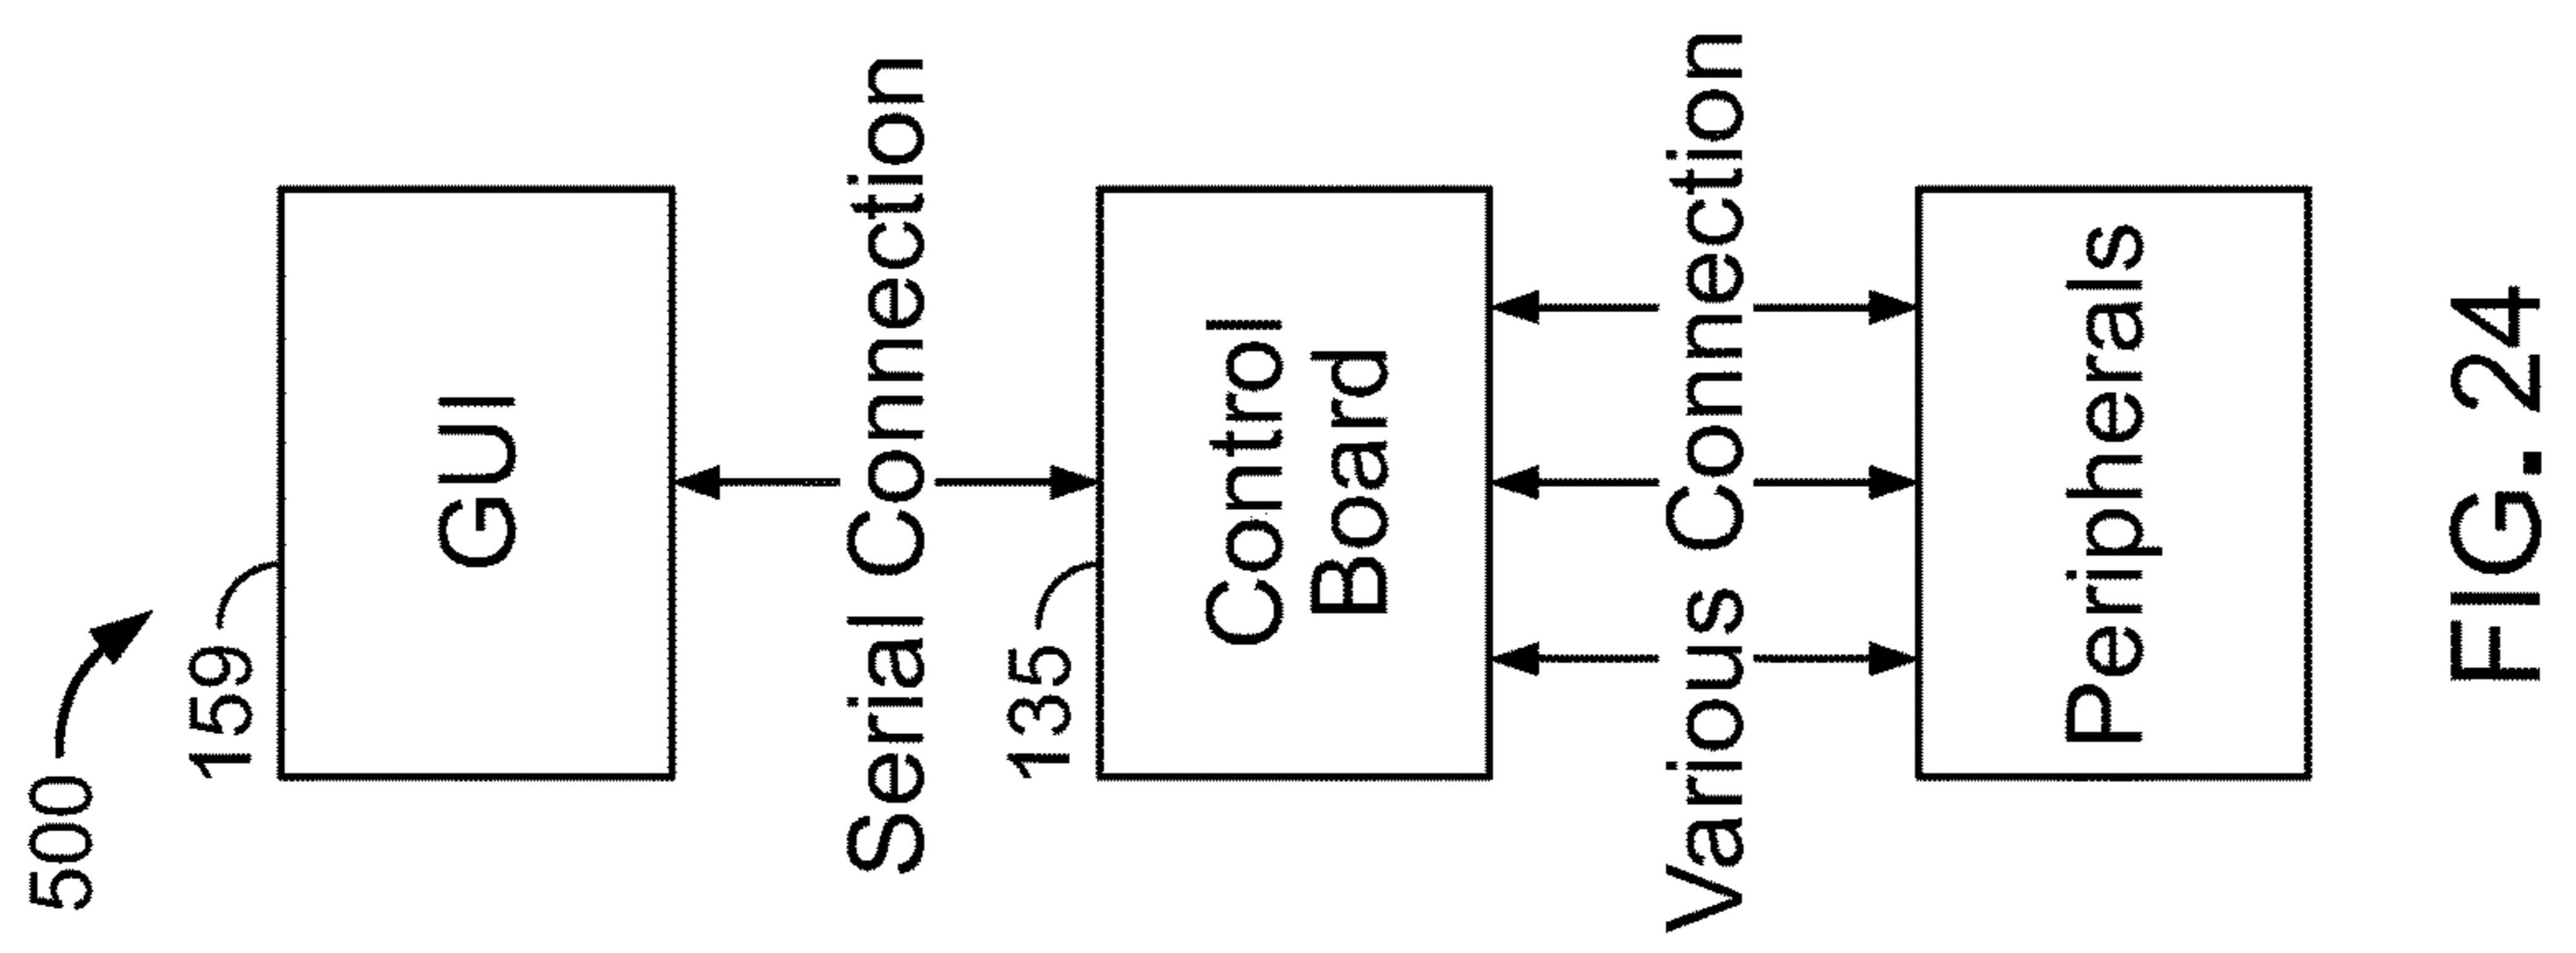 500
159
GUI
Serial Connection
135
Control
Board
Various Connection
Peripherals
FIG. 24